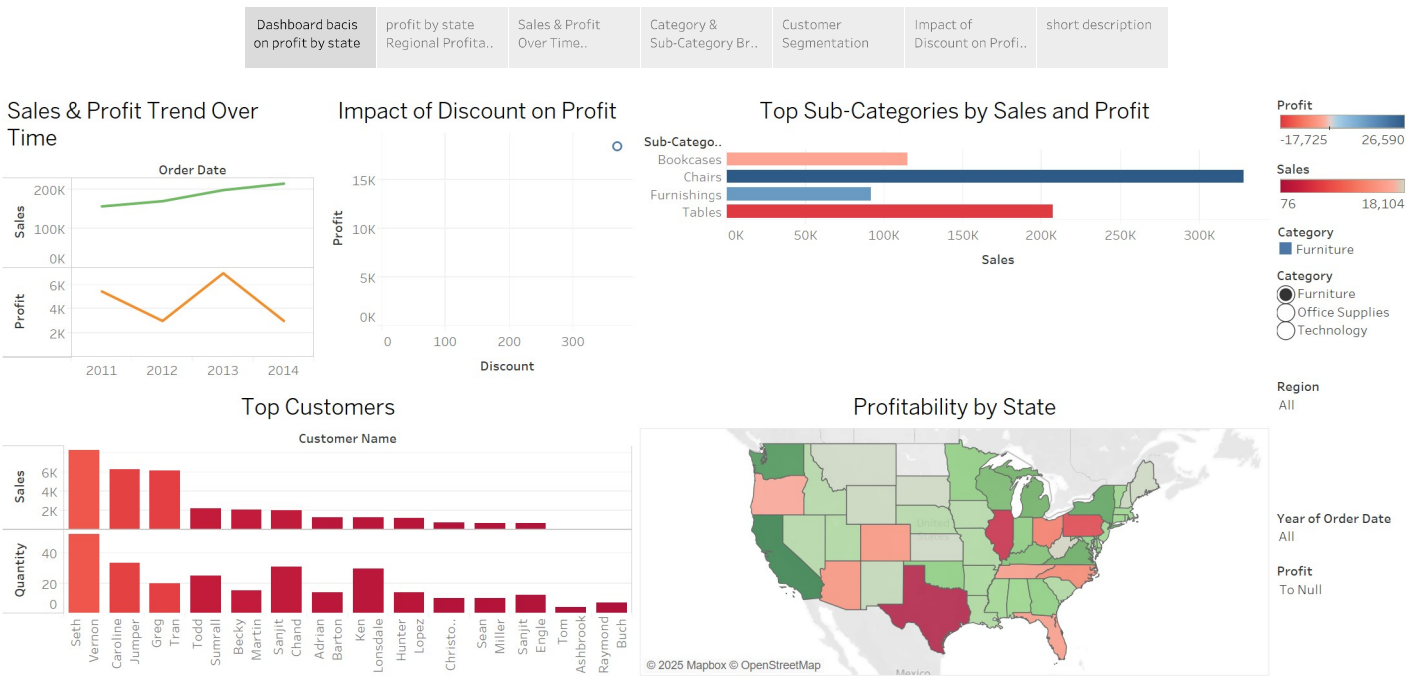 Dashboard bacis
on profit by state
profit by state
Regional Profita..
Sales & Profit
Over Time..
Category &
Sub-Category Br..
Customer
Segmentation
Impact of
Discount on Profi..
short description
Sales & Profit Trend Over
Time
Order Date
Sales
200K
100K
0K
Profit
6K
4K
2K
2011 2012 2013 2014
Impact of Discount on Profit
Profit
15K
10K
5K
0K
0 100 200 300
Discount
Top Sub-Categories by Sales and Profit
Sub-Catego..
Bookcases
Chairs
Furnishings
Tables
0K 50K 100K 150K 200K 250K 300K
Sales
Profit
-17,725 26,590
Sales
76 18,104
Category
Furniture
Category
Furniture
Office Supplies
Technology
Region
All
Year of Order Date
All
Profit
To Null
Top Customers
Customer Name
Sales
6K
4K
2K
Quantity
40
20
0
Seth
Vernon
Caroline
Jumper
Greg
Tran
Todd
Sumrall
Becky
Martin
Sanjit
Chand
Adrian
Barton
Ken
Lonsdale
Hunter
Lopez
Christo..
Sean
Miller
Sanjit
Engle
Tom
Ashbrook
Raymond
Buch
Profitability by State
United
States
Mexico
© 2025 Mapbox © OpenStreetMap